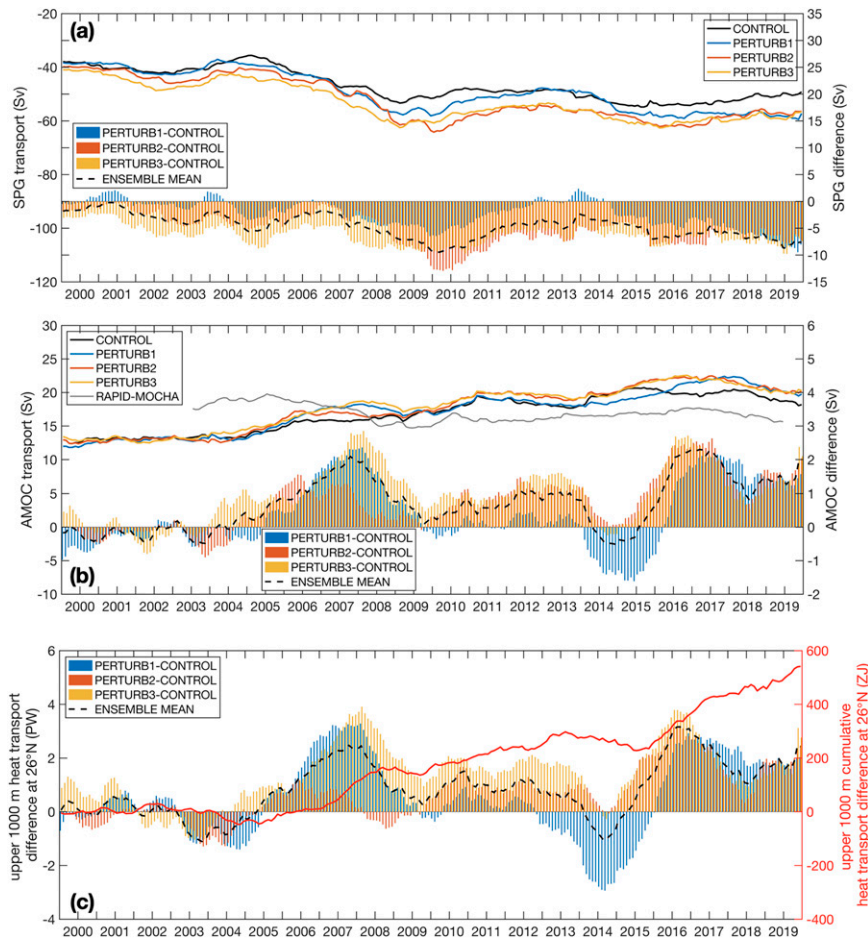 (a)
SPG transport (Sv)
-20
-40
-60
-80
-100
-120
CONTROL
PERTURB1
PERTURB2
PERTURB3
PERTURB1-CONTROL
PERTURB2-CONTROL
PERTURB3-CONTROL
ENSEMBLE MEAN
35
30
25
20
15
10
5
0
-5
-10
-15
SPG difference (Sv)
2000 2001 2002 2003 2004 2005 2006 2007 2008 2009 2010 2011 2012 2013 2014 2015 2016 2017 2018 2019
(b)
AMOC transport (Sv)
30
25
20
15
10
5
0
-5
-10
CONTROL
PERTURB1
PERTURB2
PERTURB3
RAPID-MOCHA
PERTURB1-CONTROL
PERTURB2-CONTROL
PERTURB3-CONTROL
ENSEMBLE MEAN
6
5
4
3
2
1
0
-1
-2
AMOC difference (Sv)
2000 2001 2002 2003 2004 2005 2006 2007 2008 2009 2010 2011 2012 2013 2014 2015 2016 2017 2018 2019
(c)
upper 1000 m heat transport
difference at 26°N (PW)
6
4
2
0
-2
-4
PERTURB1-CONTROL
PERTURB2-CONTROL
PERTURB3-CONTROL
ENSEMBLE MEAN
600
400
200
0
-200
-400
upper 1000 m cumulative
heat transport difference at 26°N (ZJ)
2000 2001 2002 2003 2004 2005 2006 2007 2008 2009 2010 2011 2012 2013 2014 2015 2016 2017 2018 2019